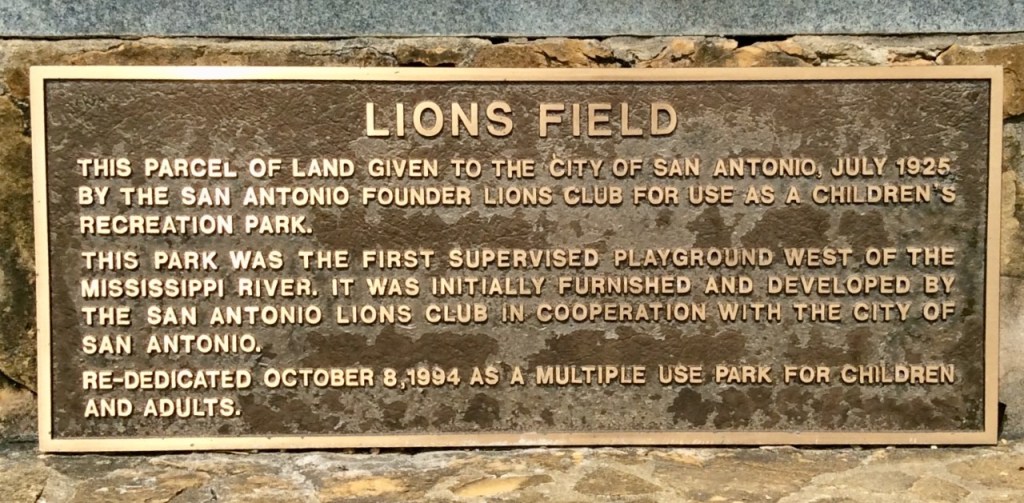 LIONS FIELD
THIS PARCEL OF LAND GIVEN TO THE CITY OF SAN ANTONIO, JULY 1925
BY THE SAN ANTONIO FOUNDER LIONS CLUB FOR USE AS A CHILDREN'S
RECREATION PARK.
THIS PARK WAS THE FIRST SUPERVISED PLAYGROUND WEST OF THE
MISSISSIPPI RIVER. IT WAS INITIALLY FURNISHED AND DEVELOPED BY
THE SAN ANTONIO LIONS CLUB IN COOPERATION WITH THE CITY OF
SAN ANTONIO.
RE-DEDICATED OCTOBER 8,1994 AS A MULTIPLE USE PARK FOR CHILDREN
AND ADULTS.